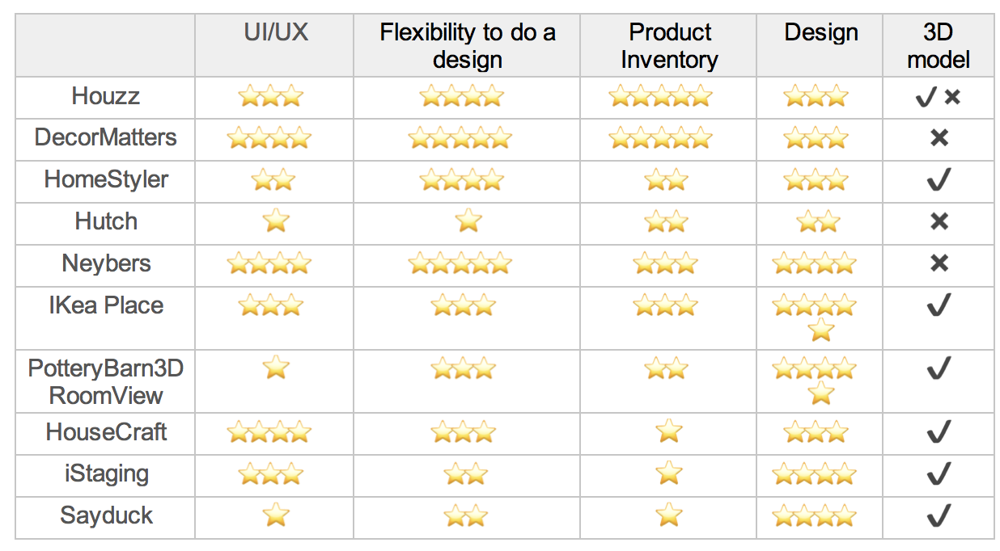 UI/UX
Flexibility to do a
design
Product
Inventory
Design
3D
model
Houzz
DecorMatters
HomeStyler
Hutch
Neybers
IKea Place
PotteryBarn3D
RoomView
HouseCraft
iStaging
Sayduck